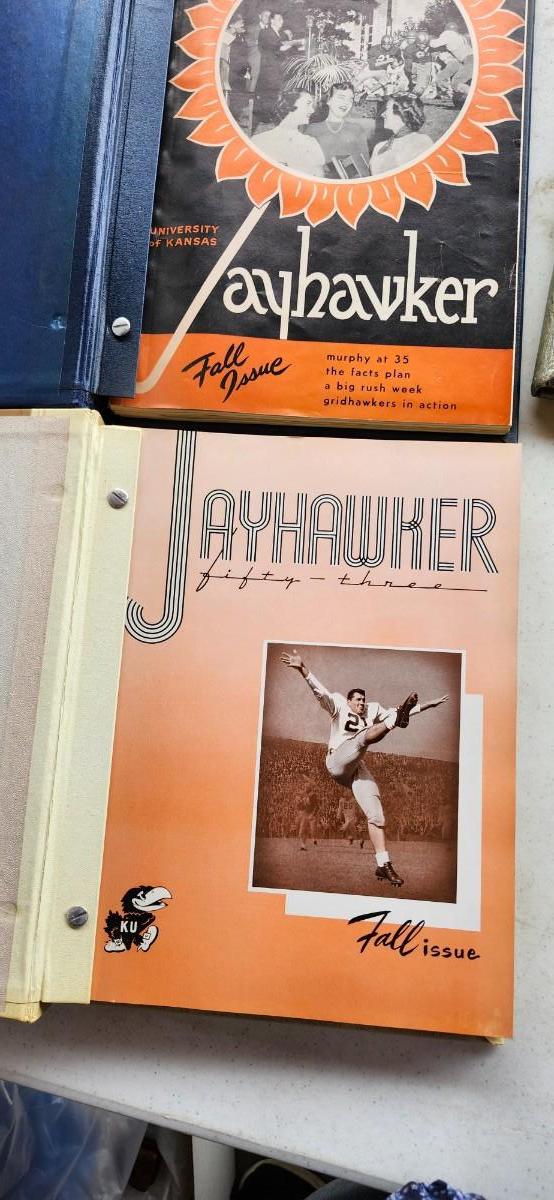 UNIVERSITY
of KANSAS
Jayhawker
Fall
Issue
murphy at 35
the facts plan
a big rush week
gridhawkers in action
JAYHAWKER
fifty-three
21
KU
Fall issue